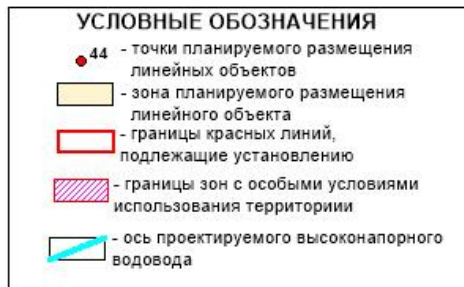 УСЛОВНЫЕ ОБОЗНАЧЕНИЯ
44 - точки планируемого размещения
линейных объектов
- зона планируемого размещения
линейного объекта
- границы красных линий,
подлежащие установлению
- границы зон с особыми условиями
использования территориии
- ось проектируемого высоконапорного
водовода